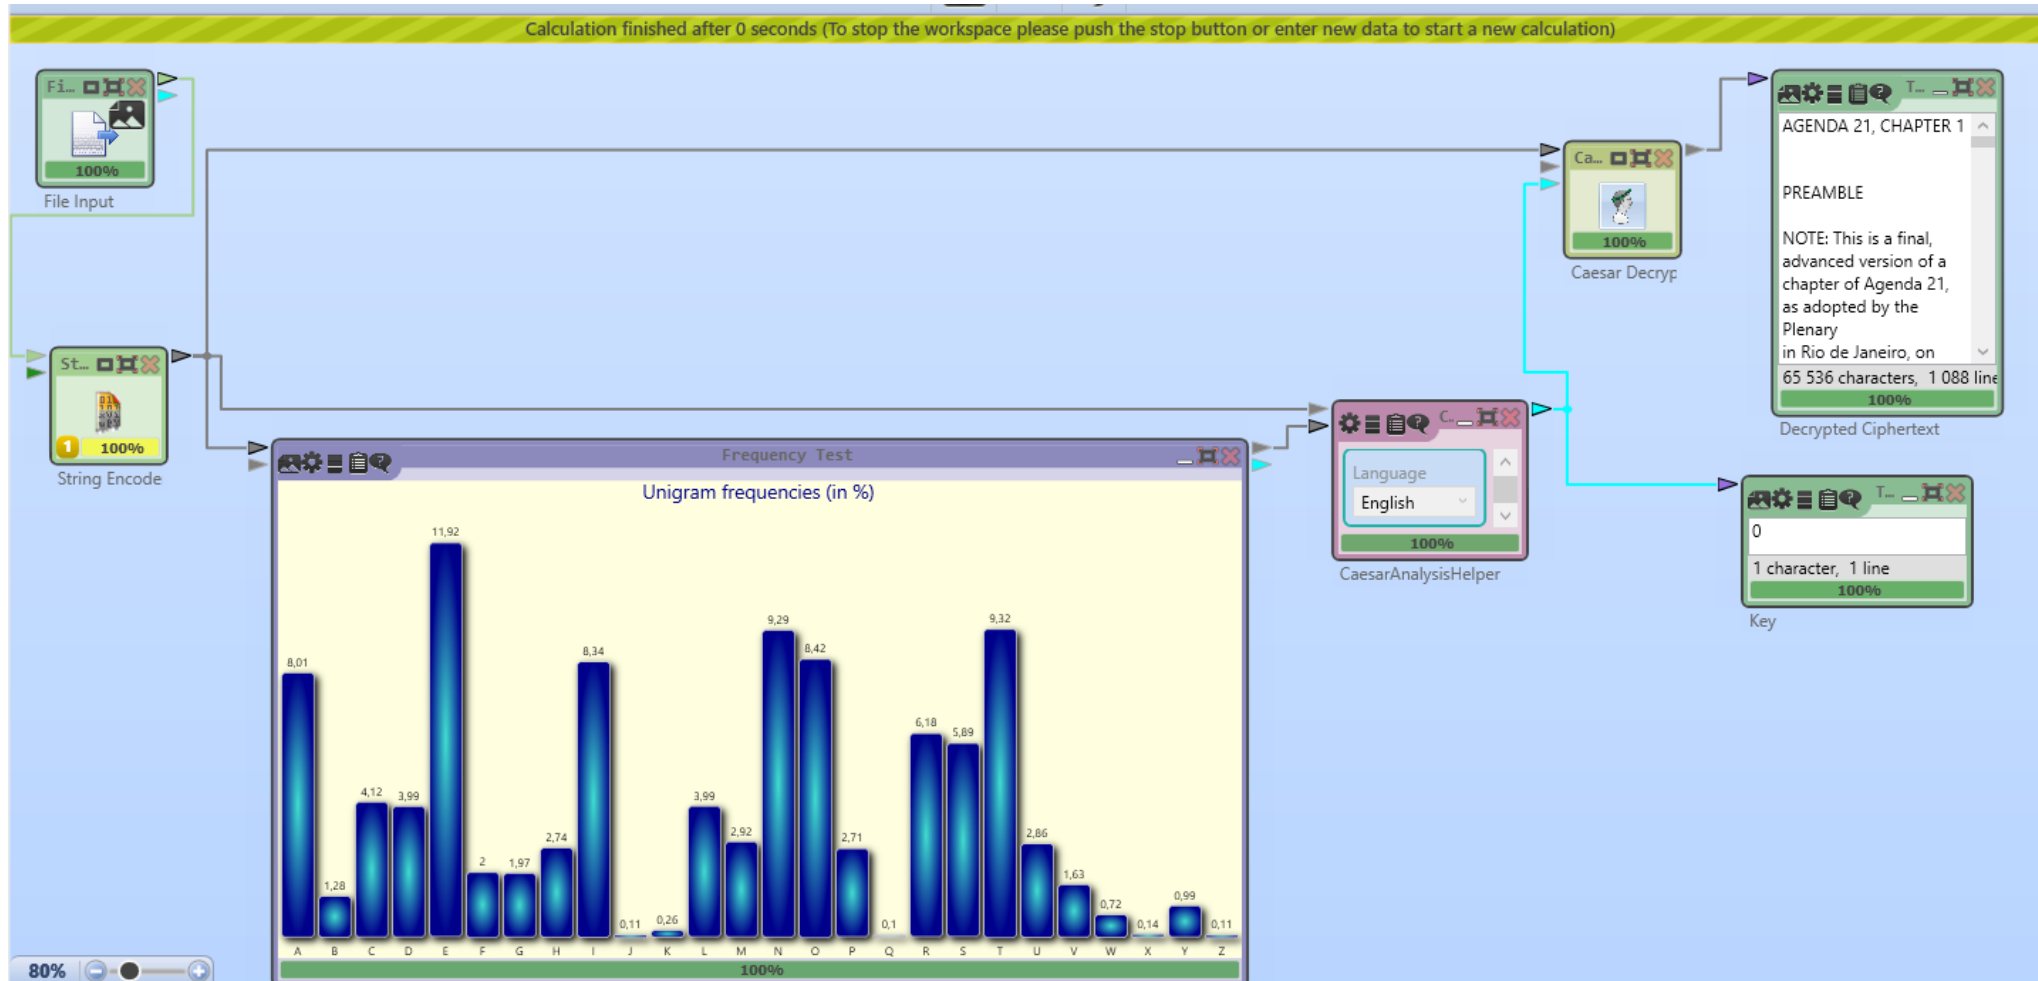 Calculation finished after 0 seconds (To stop the workspace please push the stop button or enter new data to start a new calculation)
Fi...
100%
File Input
St...
1
100%
String Encode
Frequency Test
Unigram frequencies (in %)
8,01
1,28
4,12
3,99
11,92
2
1,97
2,74
8,34
0,11
0,26
3,99
2,92
9,29
8,42
2,71
0,1
6,18
5,89
9,32
2,86
1,63
0,72
0,14
0,99
0,11
A B C D E F G H I J K L M N O P Q R S T U V W X Y Z
100%
C...
Language
English
100%
CaesarAnalysisHelper
Ca...
100%
Caesar Decryp
T...
AGENDA 21, CHAPTER 1
PREAMBLE
NOTE: This is a final,
advanced version of a
chapter of Agenda 21,
as adopted by the
Plenary
in Rio de Janeiro, on
65 536 characters, 1 088 line
100%
Decrypted Ciphertext
T...
0
1 character, 1 line
100%
Key
80%